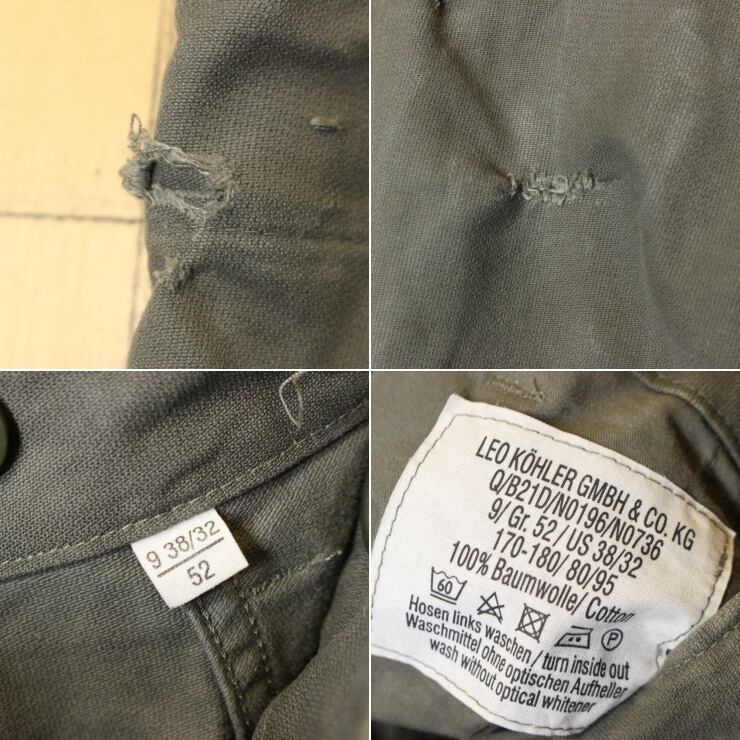 9 38/32
52
LEO KÖHLER GMBH & CO. KG
Q/B21D/N0196/N0736
9/ Gr. 52 / US 38/32
170-180/ 80/95
100% Baumwolle/ Cotton
60 P
Hosen links waschen / turn inside out
Waschmittel ohne optischen Aufheller
wash without optical whitener